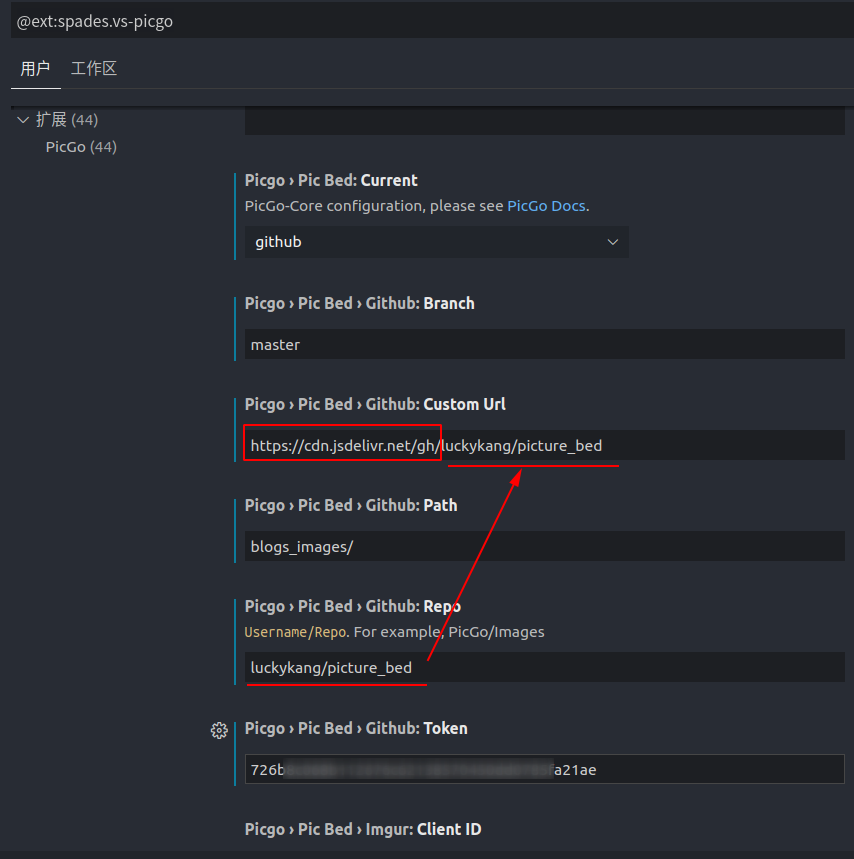 @ext:spades.vs-picgo
用户 工作区
扩展 (44)
PicGo (44)
Picgo › Pic Bed: Current
PicGo-Core configuration, please see PicGo Docs.
github
Picgo › Pic Bed › Github: Branch
master
Picgo › Pic Bed › Github: Custom Url
https://cdn.jsdelivr.net/gh/luckykang/picture_bed
Picgo › Pic Bed › Github: Path
blogs_images/
Picgo › Pic Bed › Github: Repo
Username/Repo. For example, PicGo/Images
luckykang/picture_bed
Picgo › Pic Bed › Github: Token
726b fa21ae
Picgo › Pic Bed › Imgur: Client ID